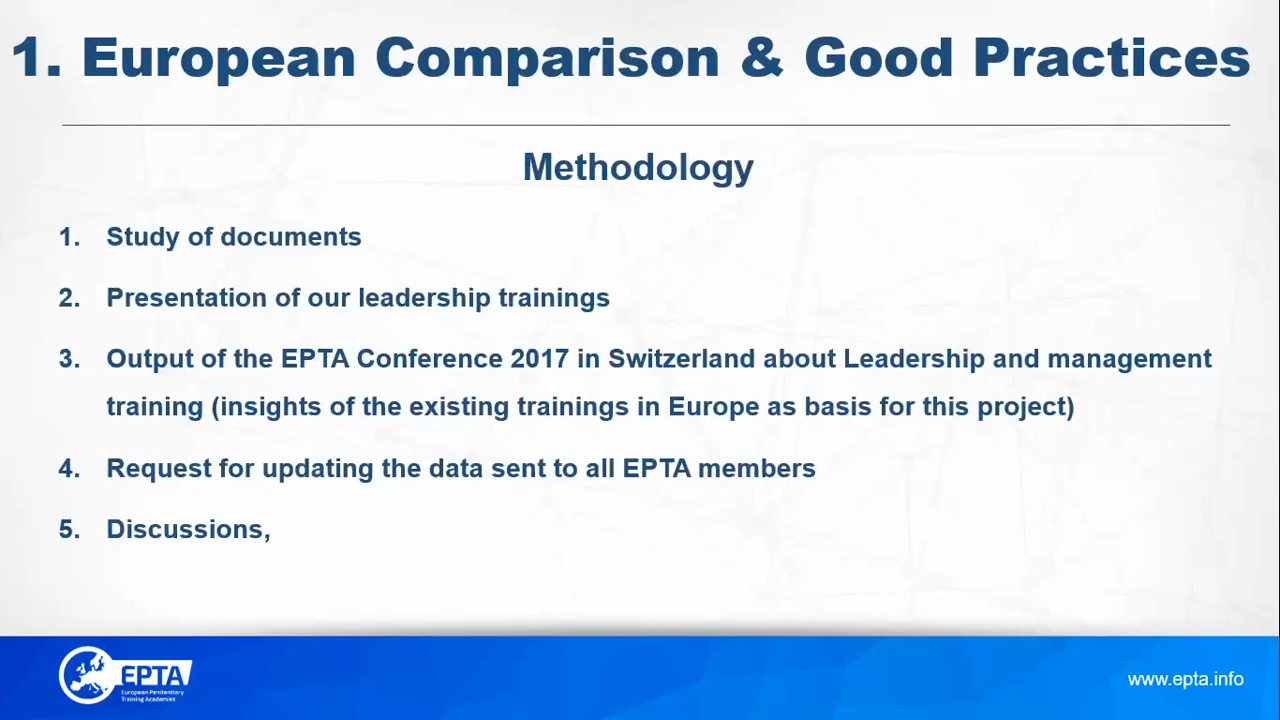 1. European Comparison & Good Practices
Methodology
1. Study of documents
2. Presentation of our leadership trainings
3. Output of the EPTA Conference 2017 in Switzerland about Leadership and management
training (insights of the existing trainings in Europe as basis for this project)
4. Request for updating the data sent to all EPTA members
5. Discussions,
EPTA
European Penitentiary
Training Academies
www.epta.info